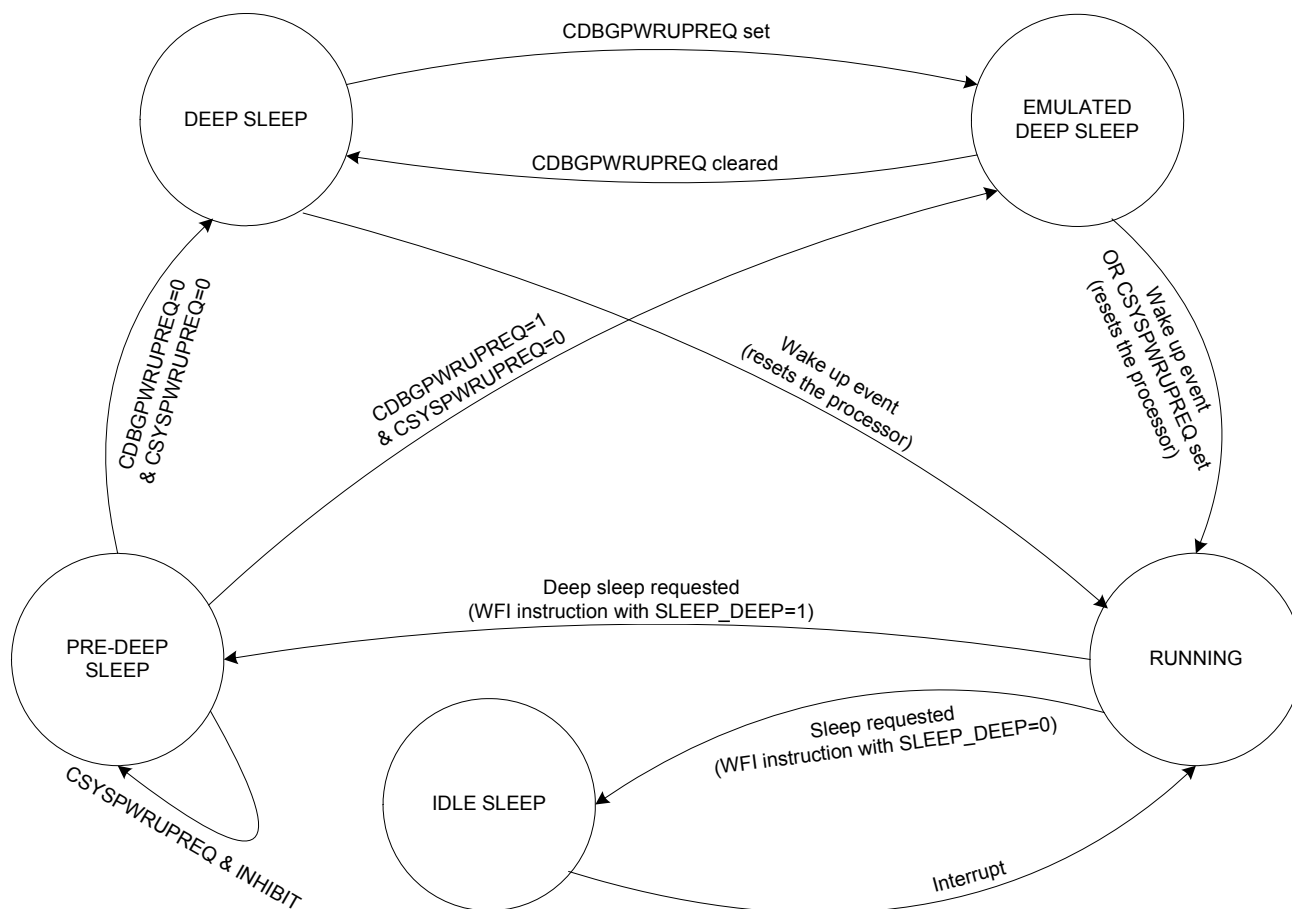 CDBGPWRUPREQ set
DEEP SLEEP
EMULATED
DEEP SLEEP
CDBGPWRUPREQ cleared
CDBGPWRUPREQ=0
& CSYSPWRUPREQ=0
CDBGPWRUPREQ=1
& CSYSPWRUPREQ=0
Wake up event
(resets the processor)
Wake up event
OR CSYSPWRUPREQ set
(resets the processor)
Deep sleep requested
(WFI instruction with SLEEP_DEEP=1)
PRE-DEEP
SLEEP
RUNNING
Sleep requested
(WFI instruction with SLEEP_DEEP=0)
IDLE SLEEP
CSYSPWRUPREQ & INHIBIT
Interrupt